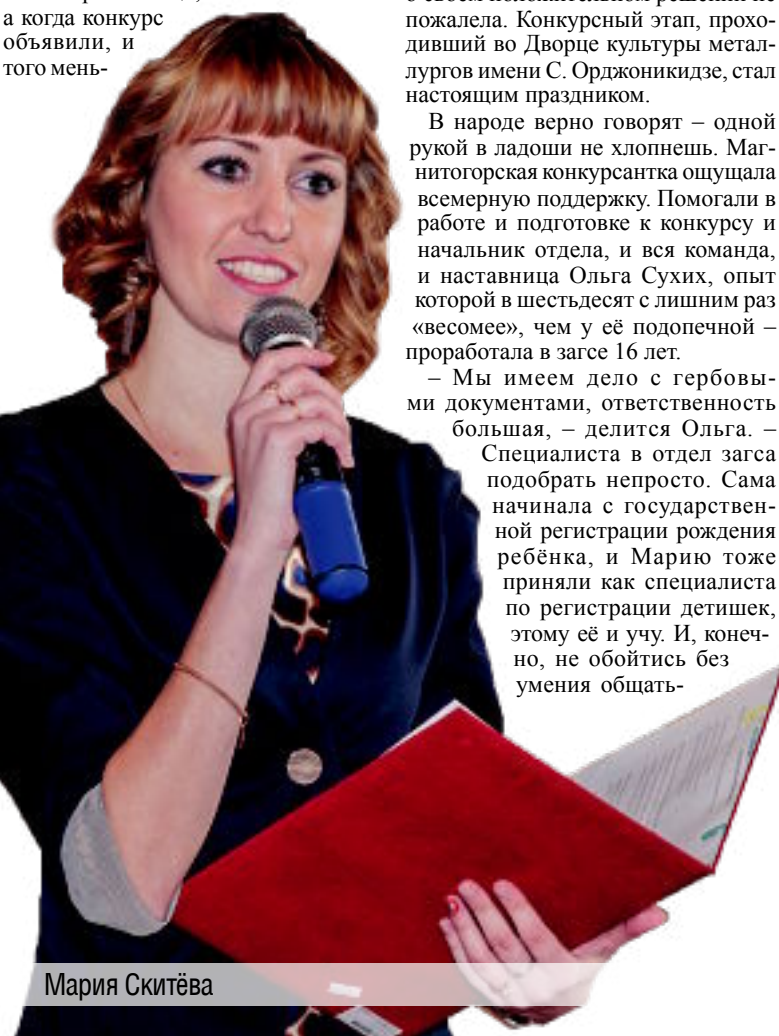 а когда конкурс
объявили, и
того мень-
пожалела. Конкурсный этап, прохо-
дивший во Дворце культуры метал-
лургов имени С. Орджоникидзе, стал
настоящим праздником.
В народе верно говорят – одной
рукой в ладоши не хлопнешь. Маг-
нитогорская конкурсантка ощущала
всемерную поддержку. Помогали в
работе и подготовке к конкурсу и
начальник отдела, и вся команда,
и наставница Ольга Сухих, опыт
которой в шестьдесят с лишним раз
«весомее», чем у её подопечной –
проработала в загсе 16 лет.
– Мы имеем дело с гербовы-
ми документами, ответственность
большая, – делится Ольга. –
Специалиста в отдел загса
подобрать непросто. Сама
начинала с государствен-
ной регистрации рождения
ребёнка, и Марию тоже
приняли как специалиста
по регистрации детишек,
этому её и учу. И, конеч-
но, не обойтись без
умения общать-
Мария Скитёва